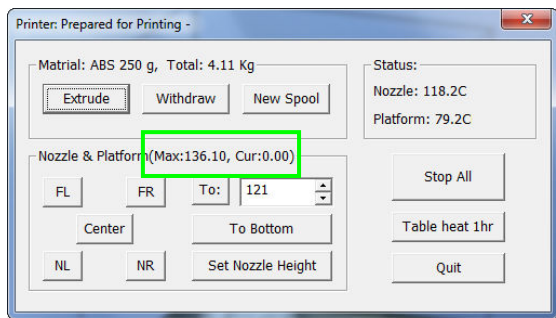 Printer: Prepared for Printing -
Matrial: ABS 250 g, Total: 4.11 Kg
Extrude Withdraw New Spool
Status:
Nozzle: 118.2C
Platform: 79.2C
Nozzle & Platform(Max:136.10, Cur:0.00)
FL FR To: 121
Center To Bottom
NL NR Set Nozzle Height
Stop All
Table heat 1hr
Quit